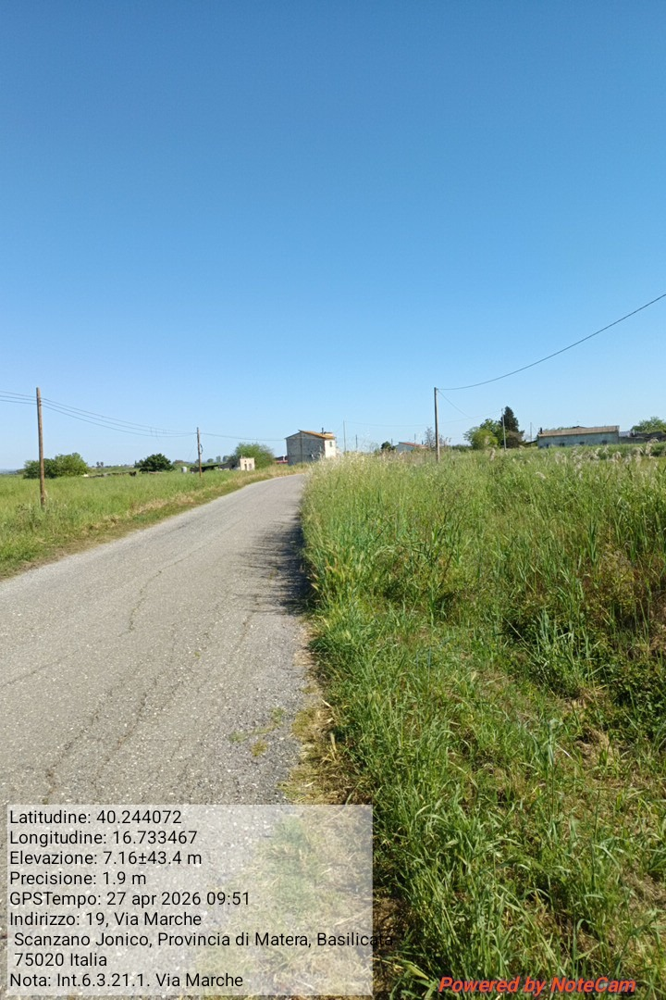 Latitudine: 40.244072
Longitudine: 16.733467
Elevazione: 7.16±43.4 m
Precisione: 1.9 m
GPSTempo: 27 apr 2026 09:51
Indirizzo: 19, Via Marche
Scanzano Jonico, Provincia di Matera, Basilicata
75020 Italia
Nota: Int.6.3.21.1. Via Marche
Powered by NoteCam